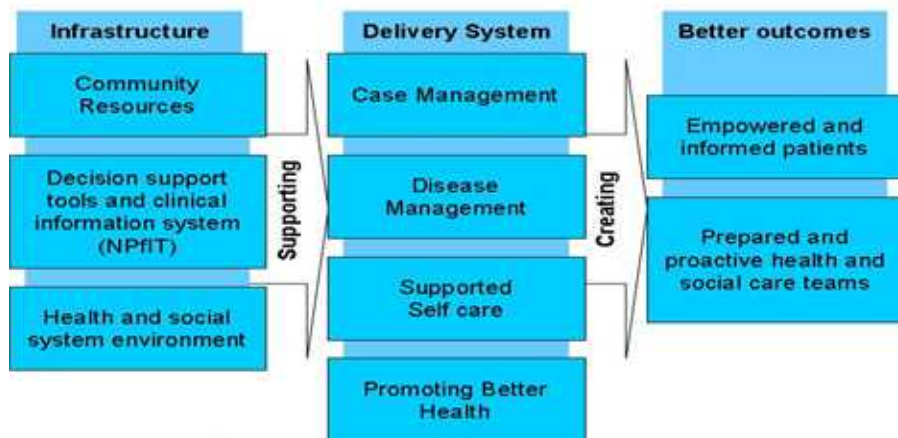 Infrastructure
Community
Resources
Decision support
tools and clinical
information system
(NPfIT)
Health and social
system environment
Supporting
Delivery System
Case Management
Disease
Management
Supported
Self care
Promoting Better
Health
Creating
Better outcomes
Empowered and
informed patients
Prepared and
proactive health and
social care teams